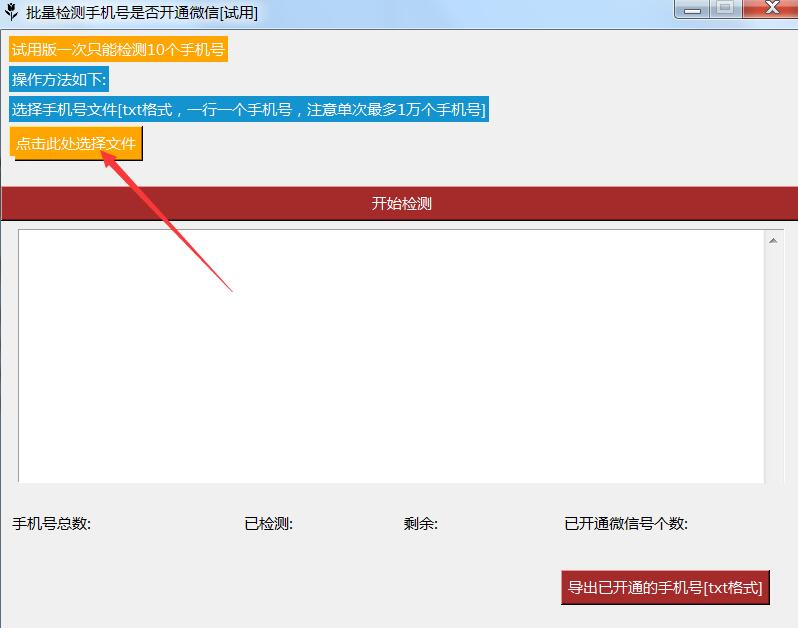 批量检测手机号是否开通微信[试用]
试用版一次只能检测10个手机号
操作方法如下:
选择手机号文件[txt格式，一行一个手机号，注意单次最多1万个手机号]
点击此处选择文件
开始检测
手机号总数: 已检测: 剩余: 已开通微信号个数:
导出已开通的手机号[txt格式]